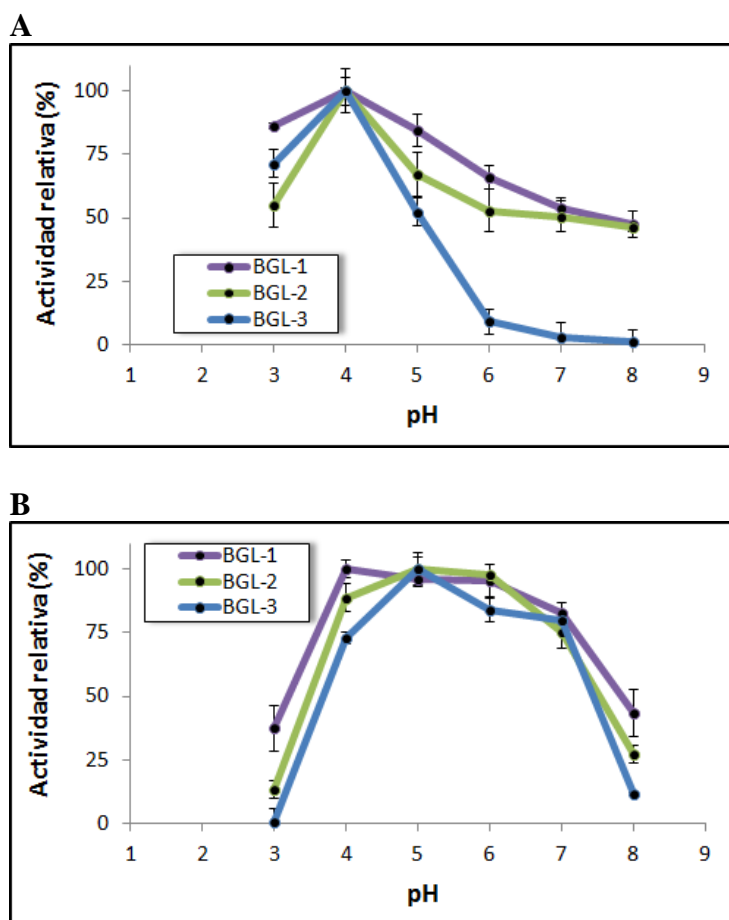 A
Actividad relativa (%)
100
75
50
25
0
BGL-1
BGL-2
BGL-3
1 2 3 4 5 6 7 8 9
pH
B
Actividad relativa (%)
100
75
50
25
0
BGL-1
BGL-2
BGL-3
1 2 3 4 5 6 7 8 9
pH